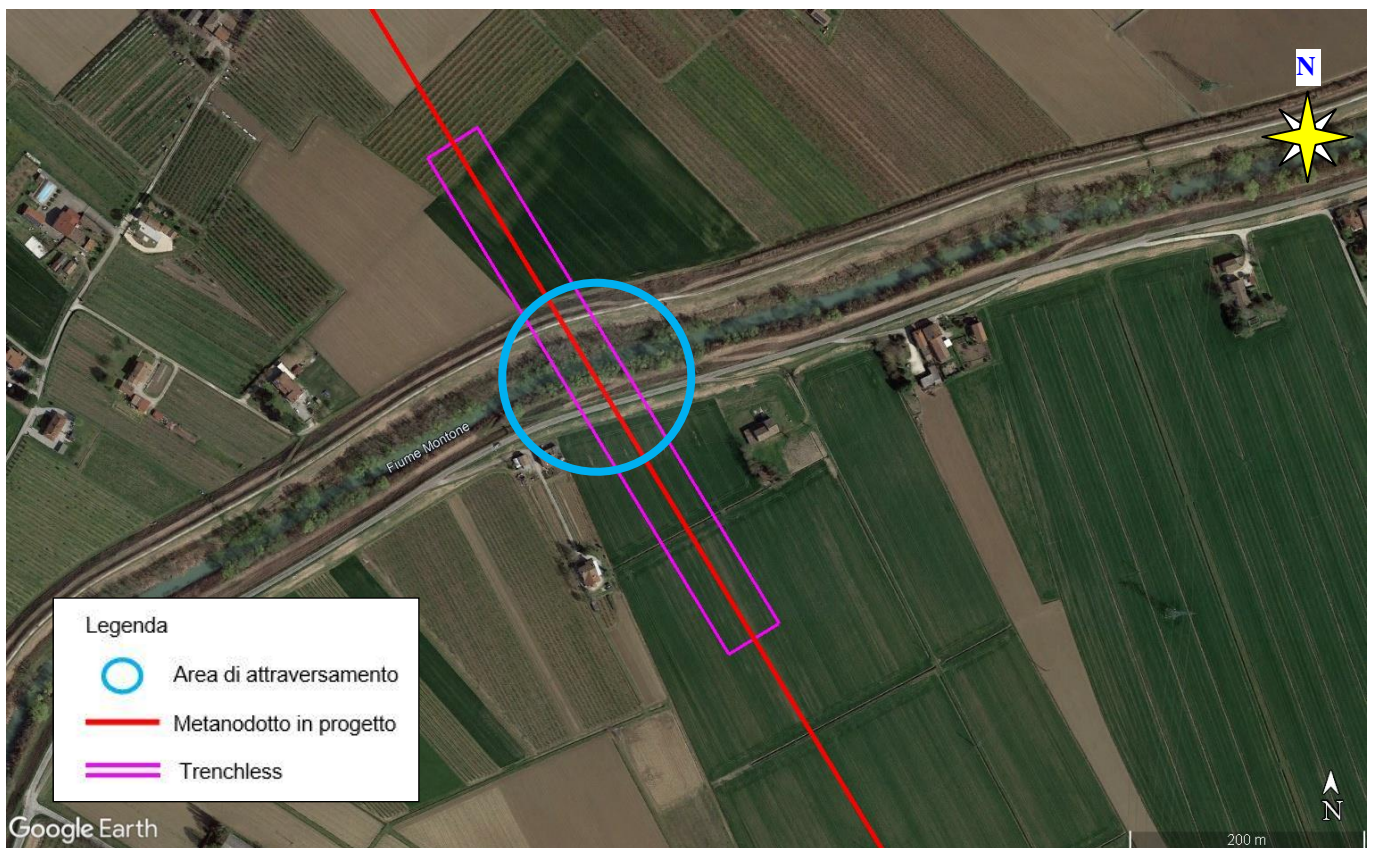 N
Fiume Montone
Legenda
Area di attraversamento
Metanodotto in progetto
Trenchless
Google Earth
N
200 m